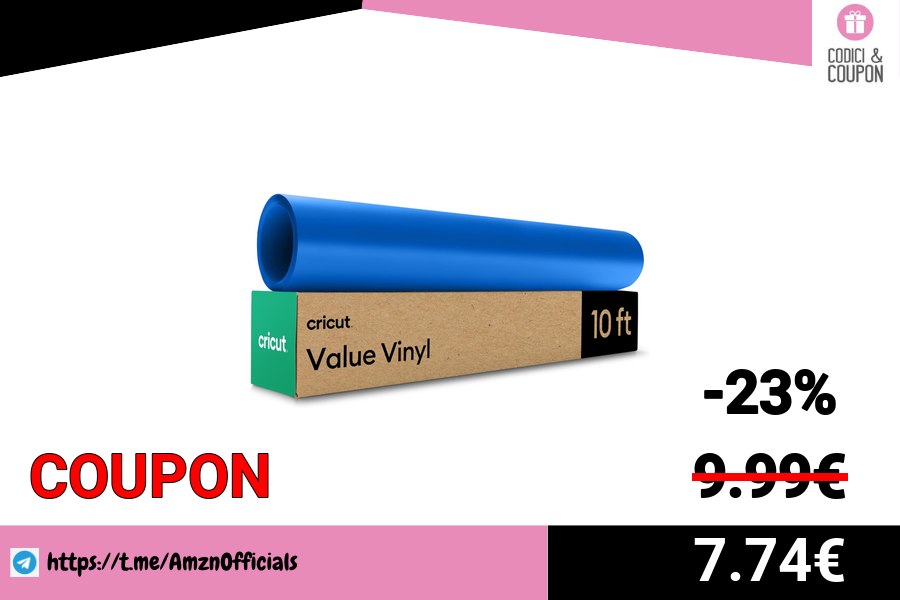 CODICI &
COUPON
cricut
cricut
Value Vinyl
10 ft
-23%
COUPON
9.99€
https://t.me/AmznOfficials
7.74€